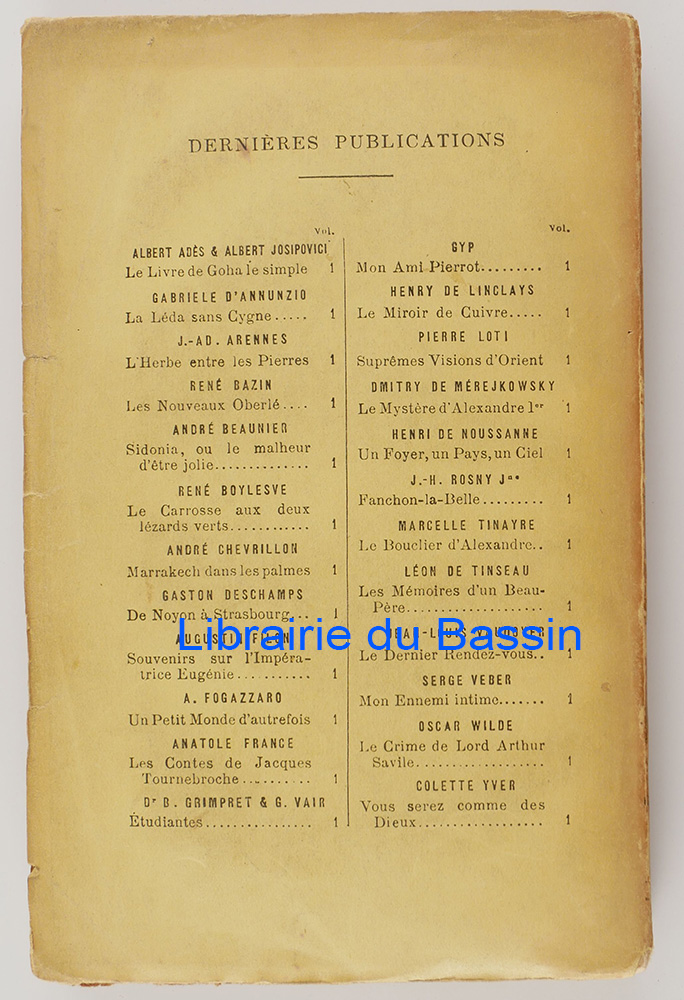 DERNIÈRES PUBLICATIONS
Vol.
ALBERT ADÈS & ALBERT JOSIPOVICI
Le Livre de Goha le simple 1
GABRIELE D'ANNUNZIO
La Léda sans Cygne..... 1
J.-AD. ARENNES
L'Herbe entre les Pierres 1
RENÉ BAZIN
Les Nouveaux Oberlé.... 1
ANDRÉ BEAUNIER
Sidonia, ou le malheur
d'être jolie.............. 1
RENÉ BOYLESVE
Le Carrosse aux deux
lézards verts............ 1
ANDRÉ CHEVRILLON
Marrakech dans les palmes 1
GASTON DESCHAMPS
De Noyon à Strasbourg... 1
AUGUSTIN FILON
Souvenirs sur l'Impéra-
trice Eugénie........... 1
A. FOGAZZARO
Un Petit Monde d'autrefois 1
ANATOLE FRANCE
Les Contes de Jacques
Tournebroche.......... 1
Dr B. GRIMPRET & G. VAIR
Étudiantes................ 1
Vol.
GYP
Mon Ami Pierrot......... 1
HENRY DE LINCLAYS
Le Miroir de Cuivre..... 1
PIERRE LOTI
Suprêmes Visions d'Orient 1
DMITRY DE MÉREJKOWSKY
Le Mystère d'Alexandre Ier 1
HENRI DE NOUSSANNE
Un Foyer, un Pays, un Ciel 1
J.-H. ROSNY Jne
Fanchon-la-Belle......... 1
MARCELLE TINAYRE
Le Bouclier d'Alexandre.. 1
LÉON DE TINSEAU
Les Mémoires d'un Beau-
Père.................... 1
JEAN-LOUIS VAUDOYER
Le Dernier Rendez-vous.. 1
SERGE VEBER
Mon Ennemi intime....... 1
OSCAR WILDE
Le Crime de Lord Arthur
Savile................... 1
COLETTE YVER
Vous serez comme des
Dieux.................. 1
Librairie du Bassin